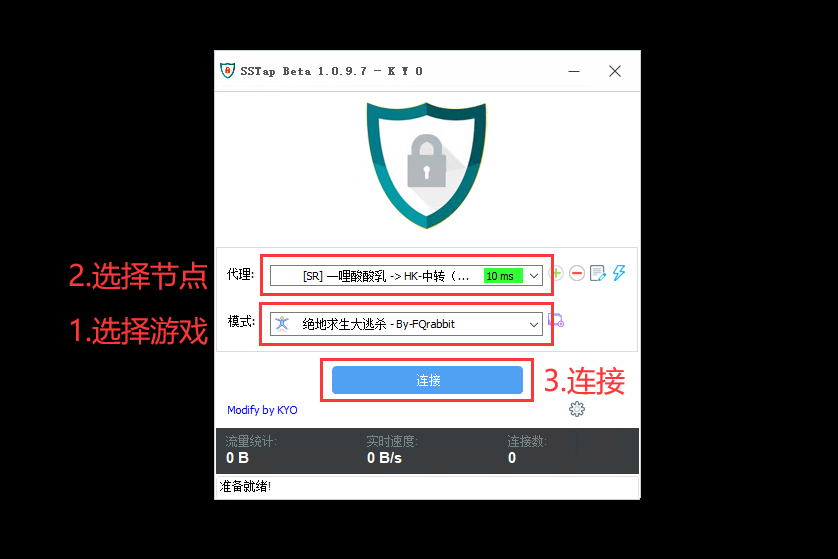 SSTap Beta 1.0.9.7 - K Y O
2.选择节点
代理:
[SR] 一哩酸酸乳 -> HK-中转（...
10 ms
1.选择游戏
模式:
绝地求生大逃杀 - By-FQrabbit
连接
3.连接
Modify by KYO
流量统计:
实时速度:
连接数:
0 B
0 B/s
0
准备就绪!